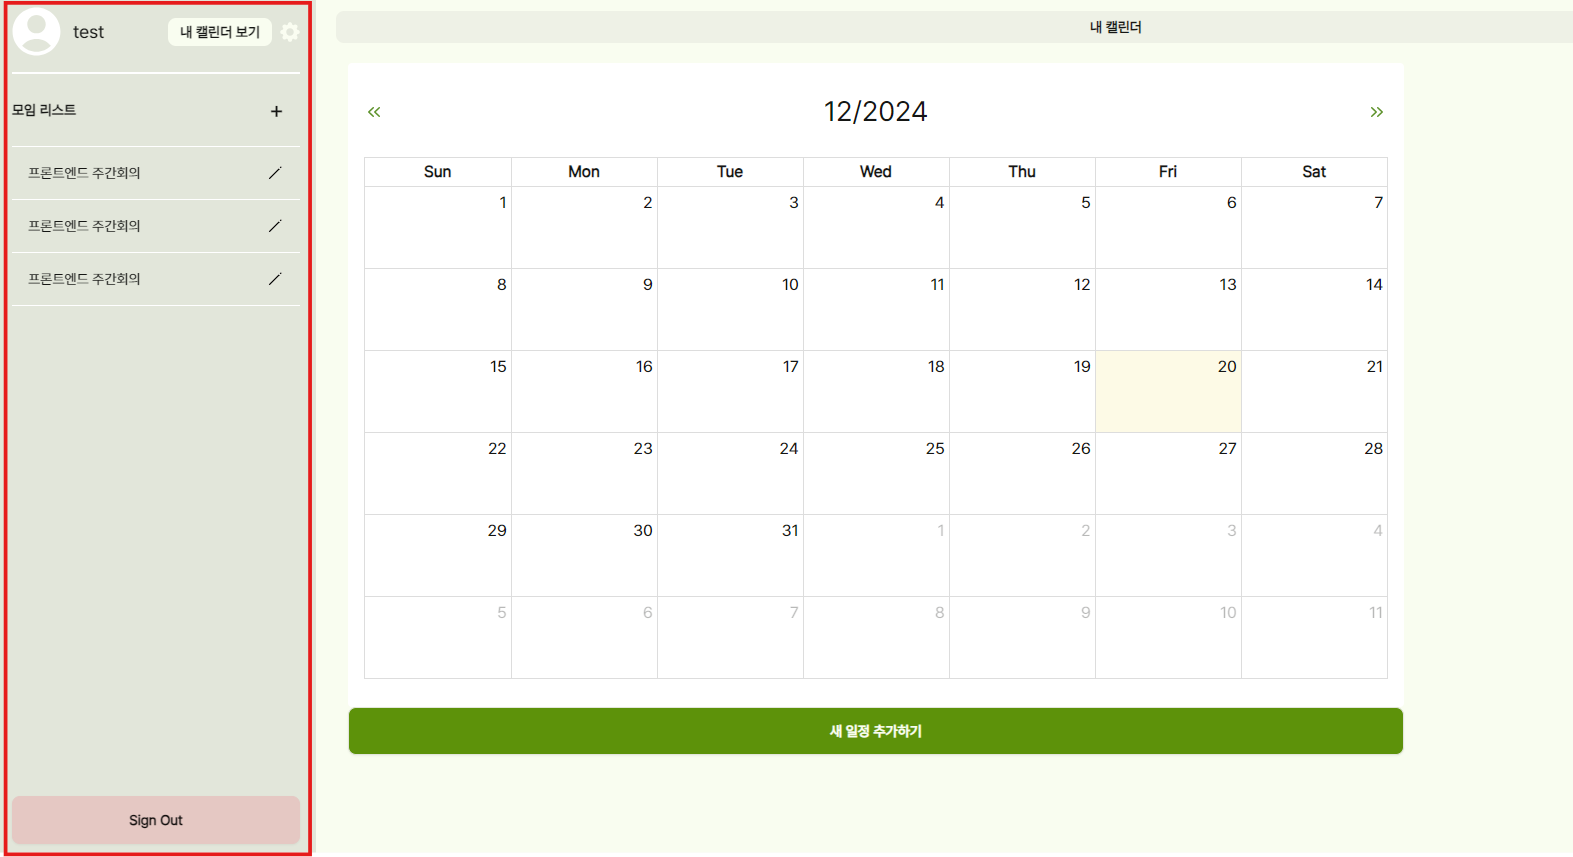 test 내 캘린더 보기
모임 리스트 +
프론트엔드 주간회의
프론트엔드 주간회의
프론트엔드 주간회의
Sign Out
내 캘린더
« 12/2024 »
Sun Mon Tue Wed Thu Fri Sat
1 2 3 4 5 6 7
8 9 10 11 12 13 14
15 16 17 18 19 20 21
22 23 24 25 26 27 28
29 30 31 1 2 3 4
5 6 7 8 9 10 11
새 일정 추가하기